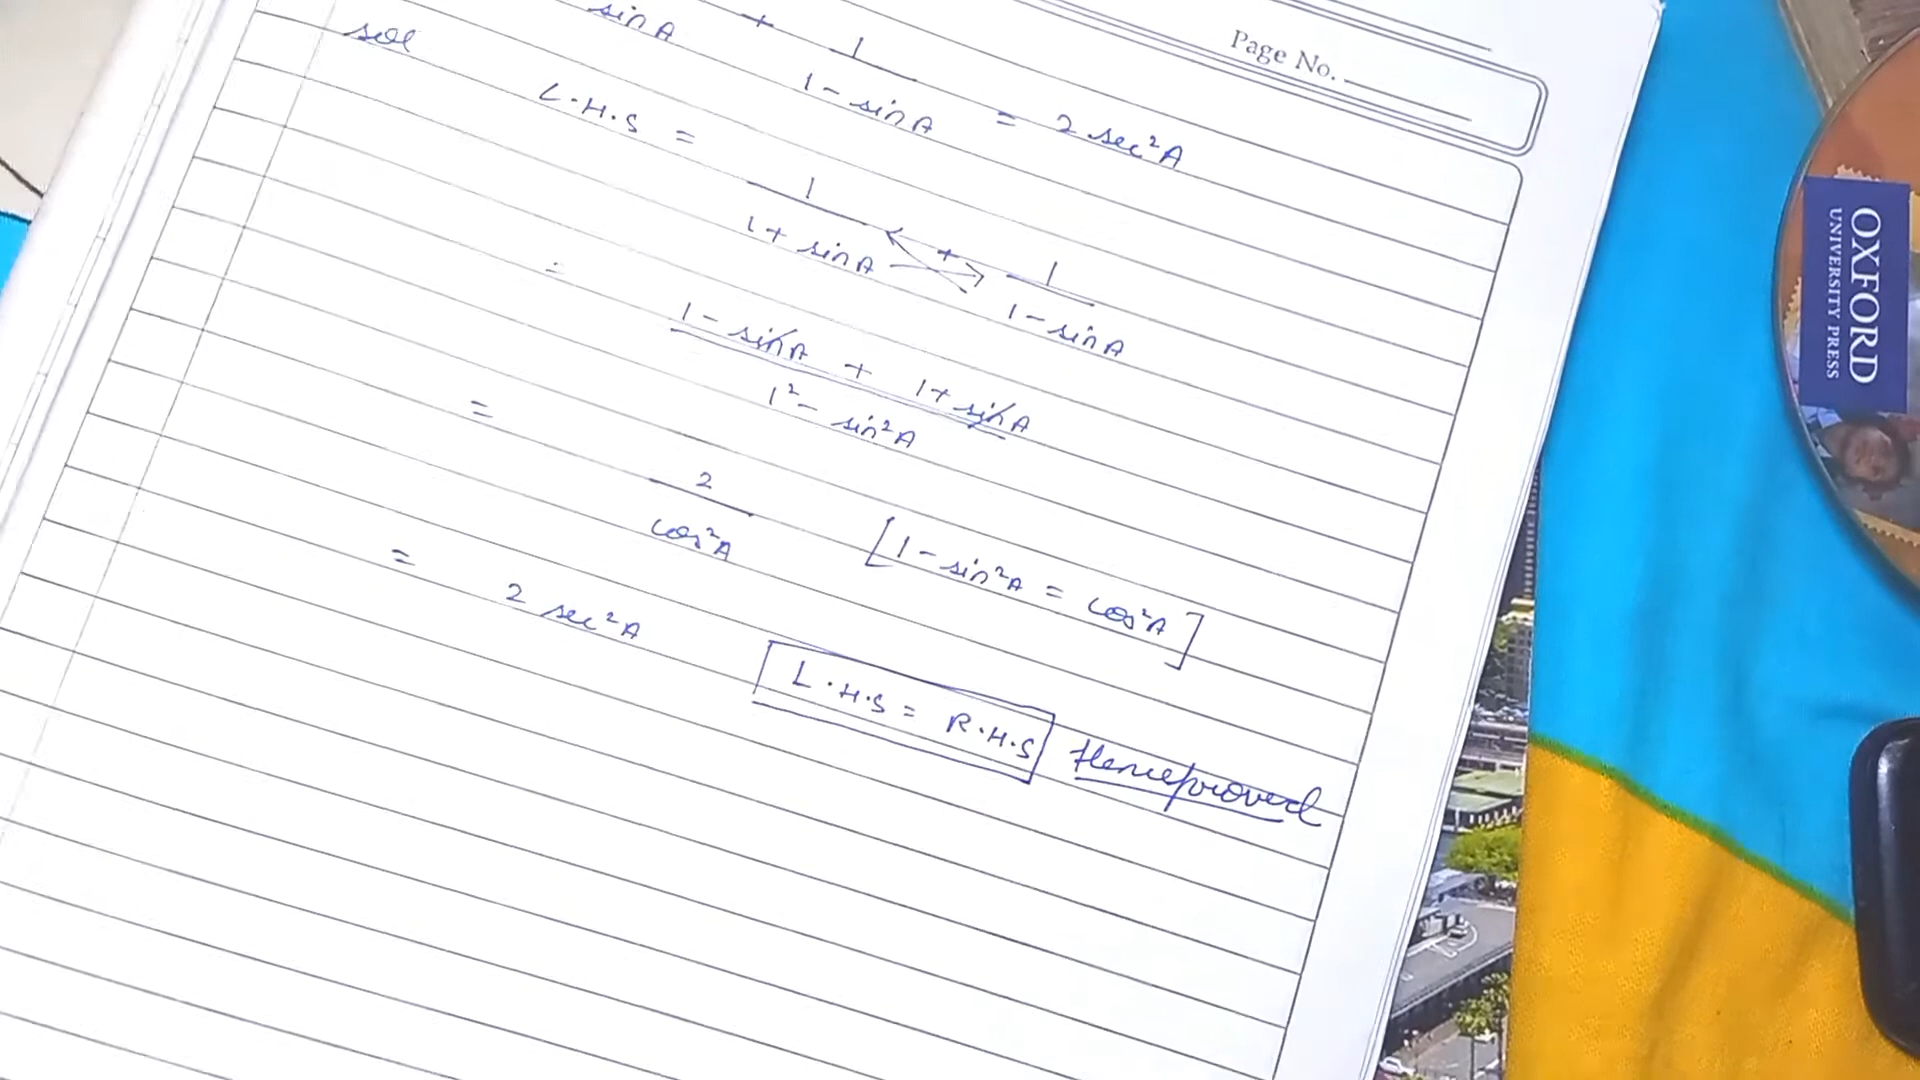 Page No.
sinA + 1/(1 - sinA) = 2 sec²A
sol
L.H.S = 1/(1 + sinA) + 1/(1 - sinA)
= (1 - sinA + 1 + sinA)/(1² - sin²A)
= 2/cos²A [1 - sin²A = cos²A]
= 2 sec²A
L.H.S = R.H.S Hence proved
OXFORD
UNIVERSITY PRESS